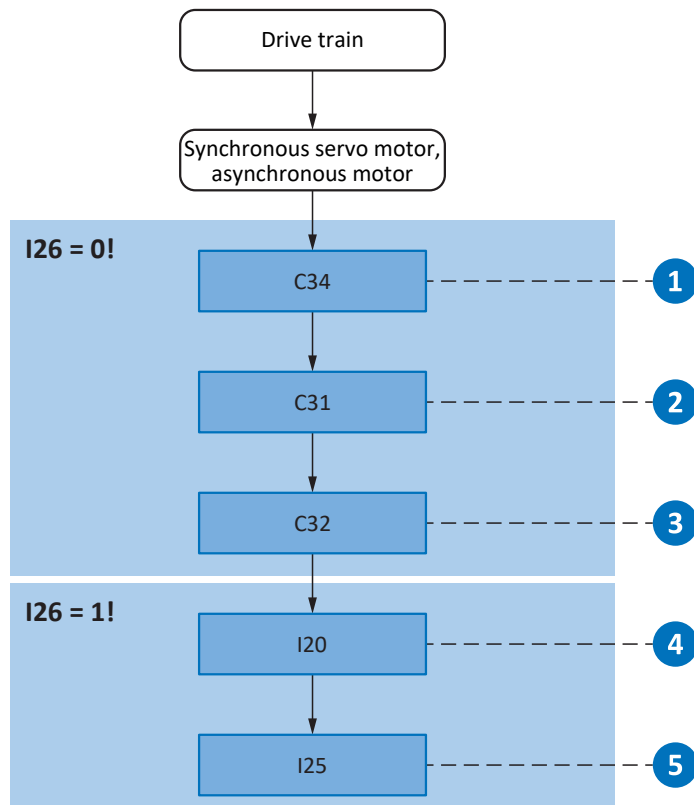 Drive train
Synchronous servo motor,
asynchronous motor
I26 = 0!
C34
1
C31
2
C32
3
I26 = 1!
I20
4
I25
5